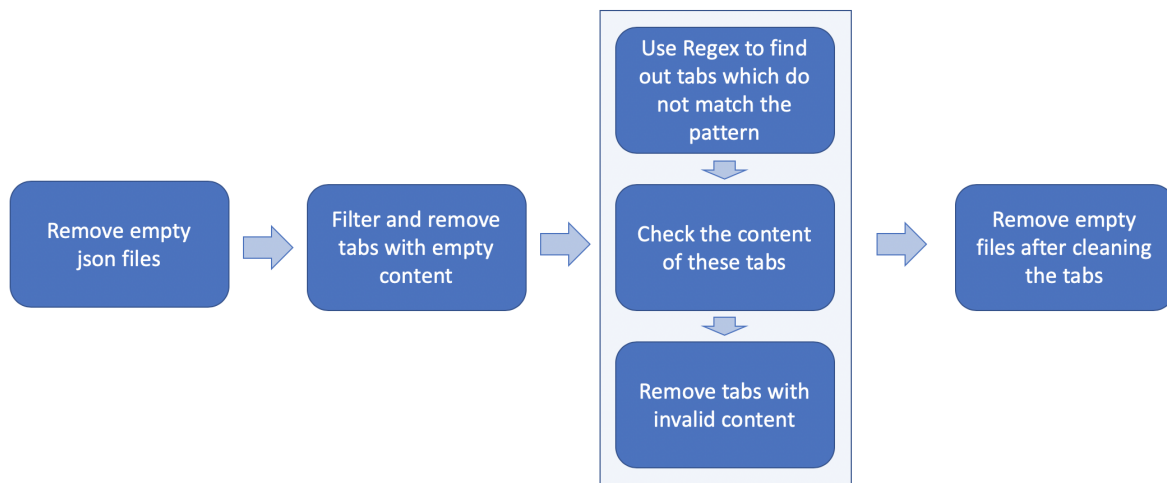 Remove empty
json files
Filter and remove
tabs with empty
content
Use Regex to find
out tabs which do
not match the
pattern
Check the content
of these tabs
Remove tabs with
invalid content
Remove empty
files after cleaning
the tabs